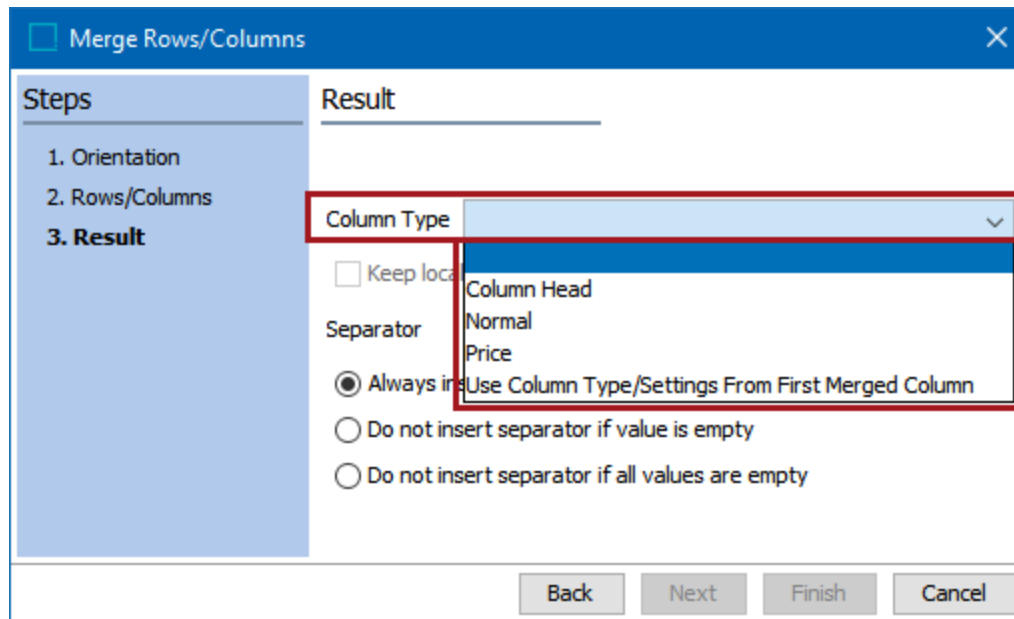 Merge Rows/Columns
Steps
1. Orientation
2. Rows/Columns
3. Result
Result
Column Type
Keep loca
Column Head
Normal
Price
Use Column Type/Settings From First Merged Column
Separator
Always ins
Do not insert separator if value is empty
Do not insert separator if all values are empty
Back Next Finish Cancel